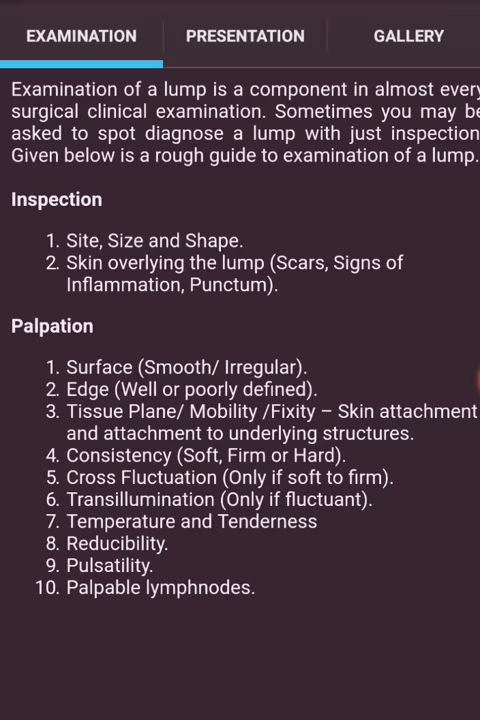 EXAMINATION PRESENTATION GALLERY
Examination of a lump is a component in almost every
surgical clinical examination. Sometimes you may be
asked to spot diagnose a lump with just inspection
Given below is a rough guide to examination of a lump.
Inspection
1. Site, Size and Shape.
2. Skin overlying the lump (Scars, Signs of
Inflammation, Punctum).
Palpation
1. Surface (Smooth/ Irregular).
2. Edge (Well or poorly defined).
3. Tissue Plane/ Mobility /Fixity – Skin attachment
and attachment to underlying structures.
4. Consistency (Soft, Firm or Hard).
5. Cross Fluctuation (Only if soft to firm).
6. Transillumination (Only if fluctuant).
7. Temperature and Tenderness
8. Reducibility.
9. Pulsatility.
10. Palpable lymphnodes.